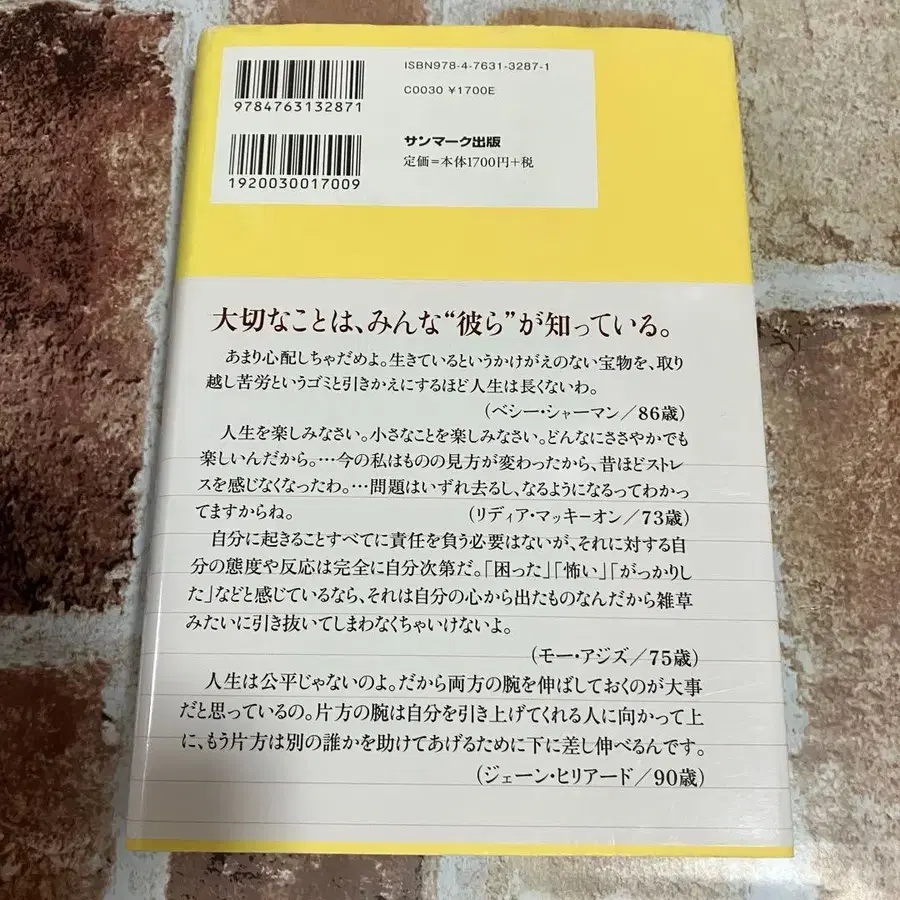 ISBN978-4-7631-3287-1
C0030 ¥1700E
9784763132871
サンマーク出版
定価=本体1700円+税
1920030017009
大切なことは、みんな“彼ら”が知っている。
あまり心配しちゃだめよ。生きているというかけがえのない宝物を、取り
越し苦労というゴミと引きかえにするほど人生は長くないわ。
(ベシー・シャーマン/86歳)
人生を楽しみなさい。小さなことを楽しみなさい。どんなにささやかでも
楽しいんだから。…今の私はものの見方が変わったから、昔ほどストレ
スを感じなくなったわ。…問題はいずれ去るし、なるようになるってわかっ
てますからね。 (リディア・マッキーオン/73歳)
自分に起きることすべてに責任を負う必要はないが、それに対する自
分の態度や反応は完全に自分次第だ。「困った」「怖い」「がっかりし
た」などと感じているなら、それは自分の心から出たものなんだから雑草
みたいに引き抜いてしまわなくちゃいけないよ。
(モー・アジズ/75歳)
人生は公平じゃないのよ。だから両方の腕を伸ばしておくのが大事
だと思っているの。片方の腕は自分を引き上げてくれる人に向かって上
に、もう片方は別の誰かを助けてあげるために下に差し伸べるんです。
(ジェーン・ヒリアード/90歳)